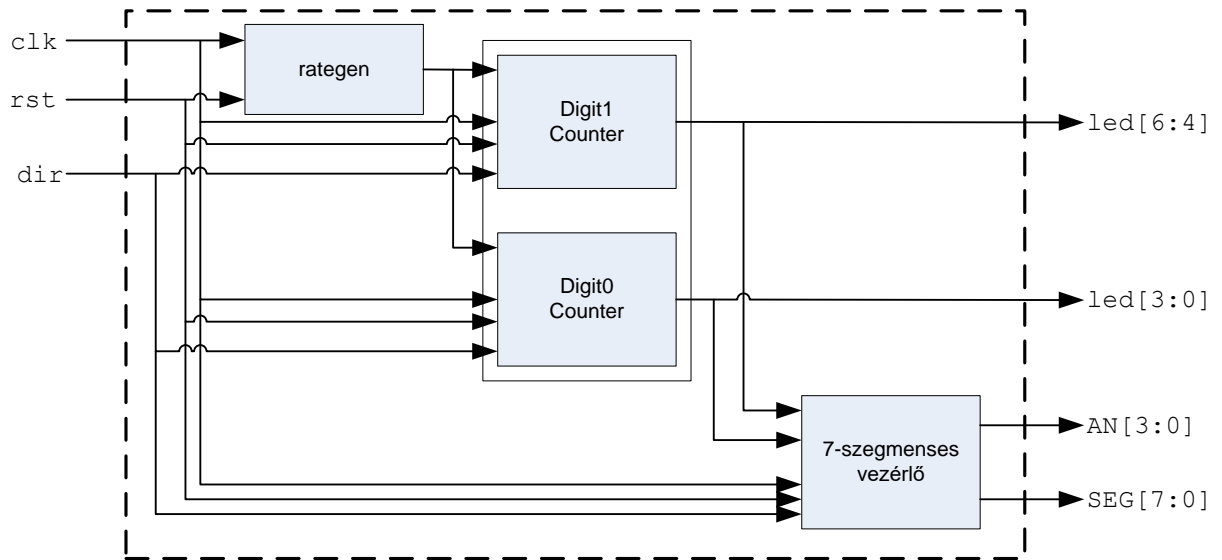 clk
rst
dir
rategen
Digit1
Counter
Digit0
Counter
7-szegmenses
vezérlő
led[6:4]
led[3:0]
AN[3:0]
SEG[7:0]